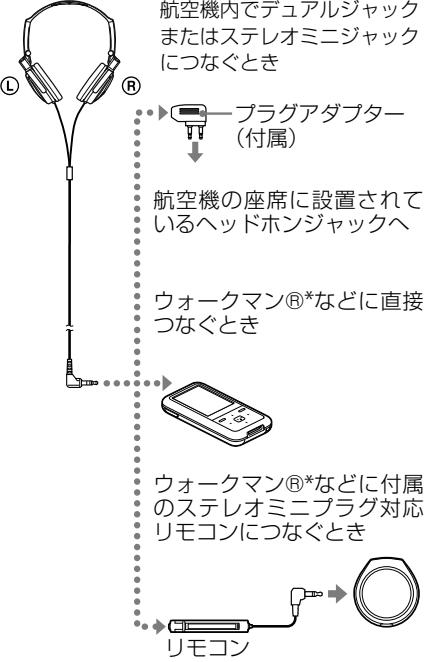 航空機内でデュアルジャック
またはステレオミニジャック
につなぐとき
Ⓛ
Ⓡ
プラグアダプター
（付属）
航空機の座席に設置されて
いるヘッドホンジャックへ
ウォークマン®*などに直接
つなぐとき
ウォークマン®*などに付属
のステレオミニプラグ対応
リモコンにつなぐとき
リモコン